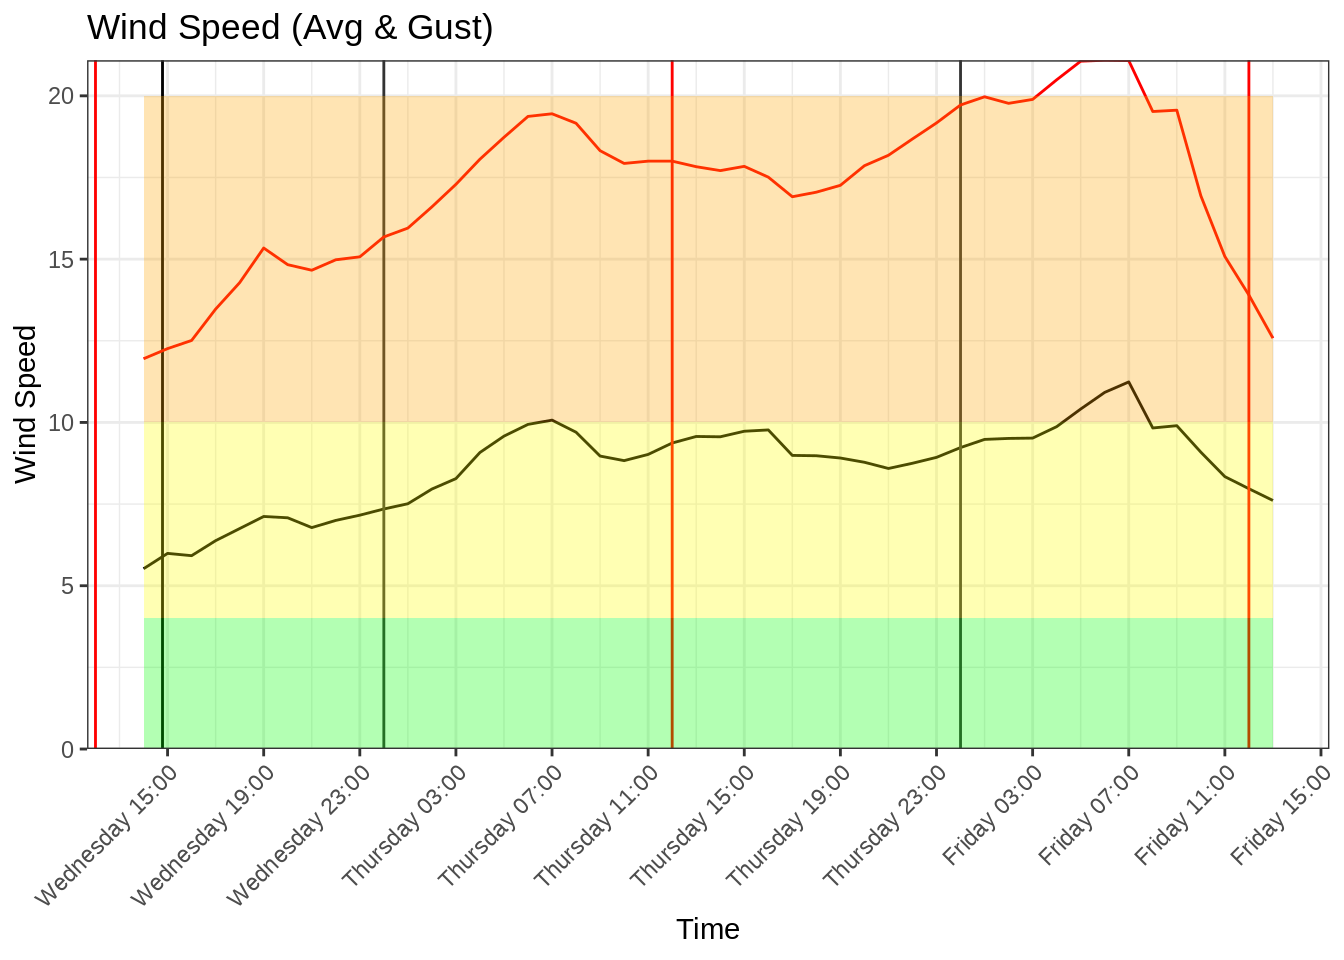 Wind Speed (Avg & Gust)
Wind Speed
20
15
10
5
0
Wednesday 15:00
Wednesday 19:00
Wednesday 23:00
Thursday 03:00
Thursday 07:00
Thursday 11:00
Thursday 15:00
Thursday 19:00
Thursday 23:00
Friday 03:00
Friday 07:00
Friday 11:00
Friday 15:00
Time